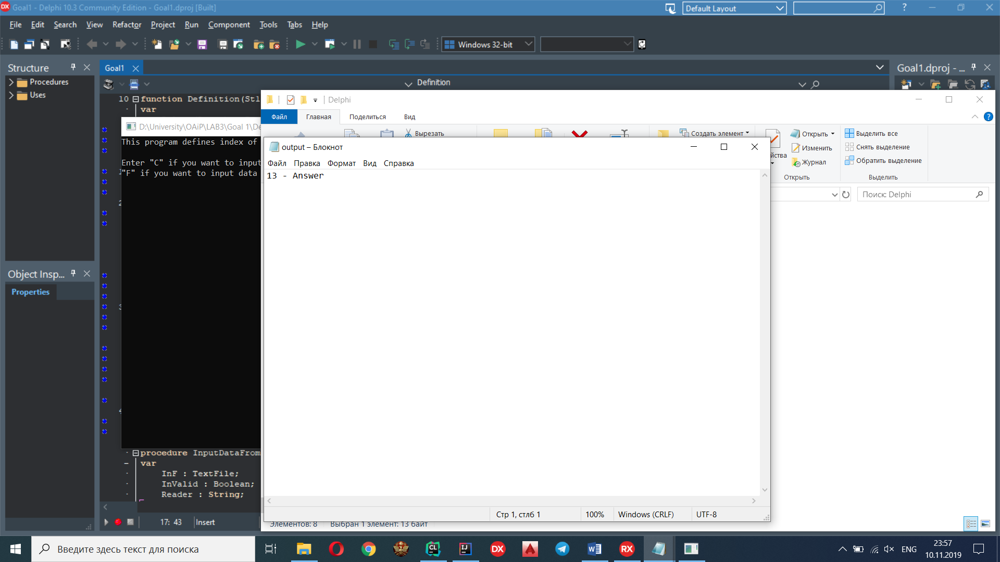 Goal1 - Delphi 10.3 Community Edition - Goal1.dproj [Built]
Default Layout
?
File Edit Search View Refactor Project Run Component Tools Tabs Help
Windows 32-bit
Structure
Procedures
Uses
Goal1
Goal1.dproj - ...
Definition
10 function Definition(St1
var
D:\University\OAiP\LAB3\Goal 1\De
This program defines index of
Enter "C" if you want to input
"F" if you want to input data
Delphi
Файл Главная Поделиться Вид
Вырезать
Создать элемент
Открыть
Изменить
Журнал
Открыть
Выделить все
Снять выделение
Обратить выделение
Выделить
Поиск: Delphi
output – Блокнот
Файл Правка Формат Вид Справка
13 - Answer
Стр 1, стлб 1 100% Windows (CRLF) UTF-8
Элементов: 8 Выбран 1 элемент: 13 байт
Object Insp...
Properties
procedure InputDataFrom
var
InF : TextFile;
InValid : Boolean;
Reader : String;
17: 43 Insert
Введите здесь текст для поиска
ENG
23:57
10.11.2019